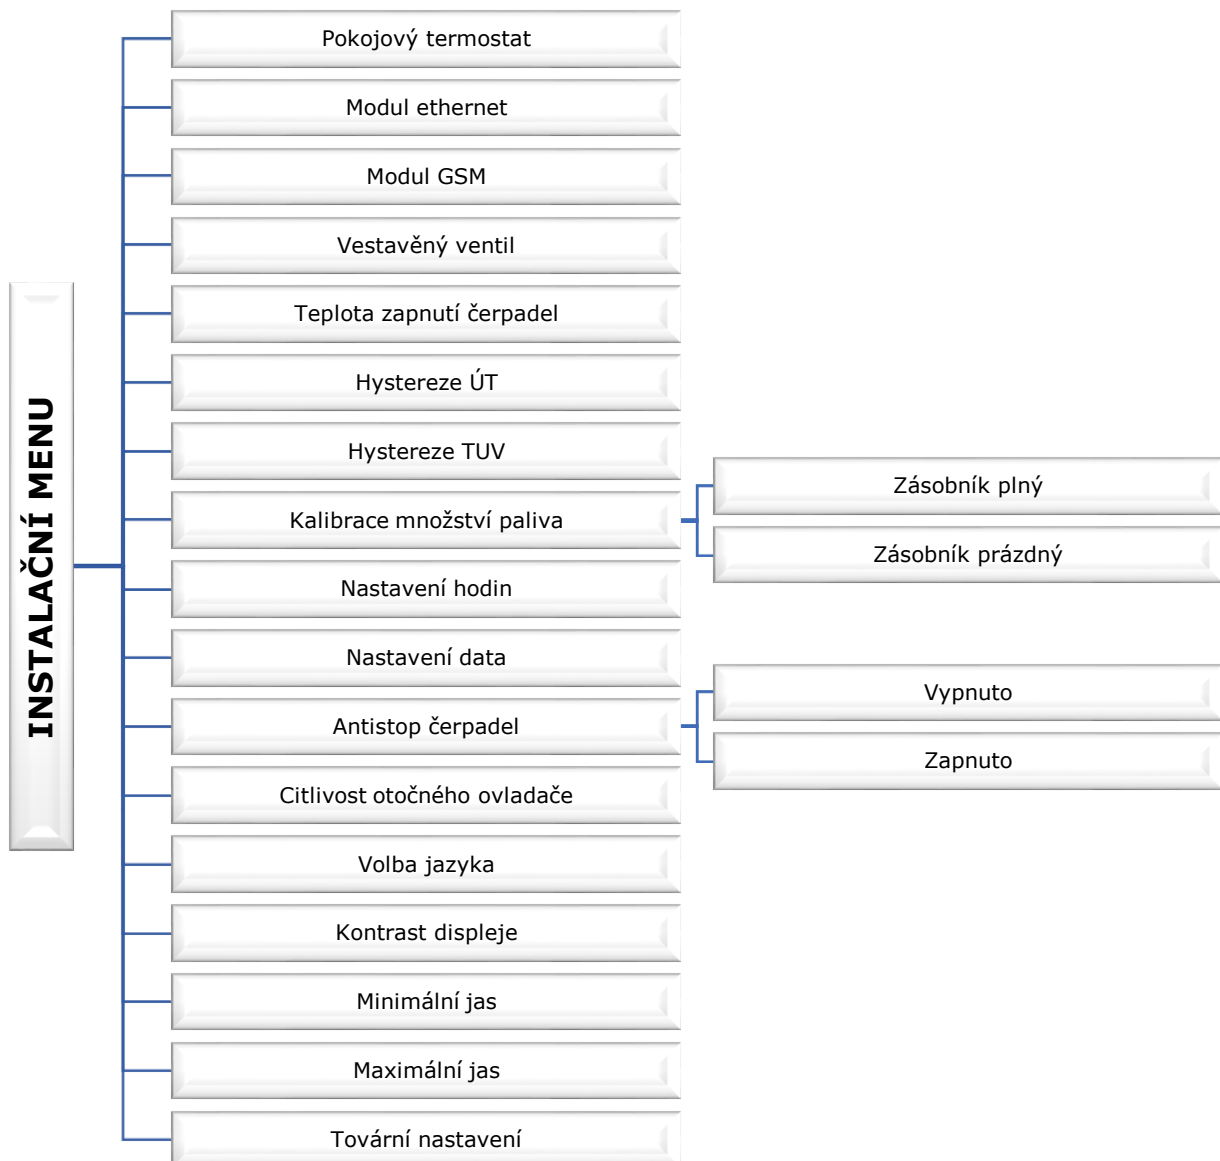 INSTALAČNÍ MENU
Pokojový termostat
Modul ethernet
Modul GSM
Vestavěný ventil
Teplota zapnutí čerpadel
Hystereze ÚT
Hystereze TUV
Kalibrace množství paliva
Zásobník plný
Zásobník prázdný
Nastavení hodin
Nastavení data
Antistop čerpadel
Vypnuto
Zapnuto
Citlivost otočného ovladače
Volba jazyka
Kontrast displeje
Minimální jas
Maximální jas
Tovární nastavení